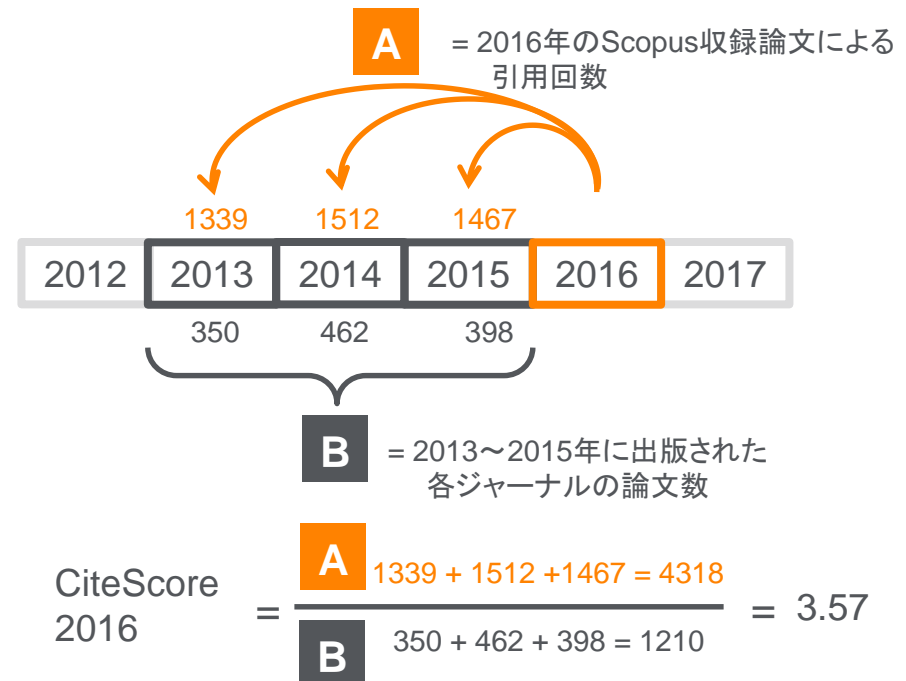 A
= 2016年のScopus収録論文による
引用回数
1339 1512 1467
2012 2013 2014 2015 2016 2017
350 462 398
B
= 2013～2015年に出版された
各ジャーナルの論文数
CiteScore
2016
=
A 1339 + 1512 +1467 = 4318
B 350 + 462 + 398 = 1210
= 3.57